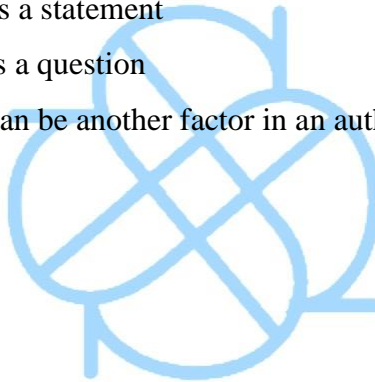 s a statement
s a question
an be another factor in an auth